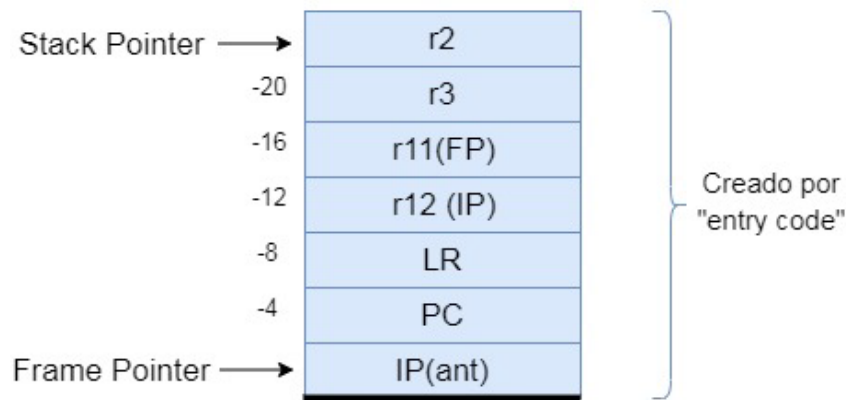 Stack Pointer
r2
-20
r3
-16
r11(FP)
-12
r12 (IP)
-8
LR
-4
PC
Frame Pointer
IP(ant)
Creado por
"entry code"